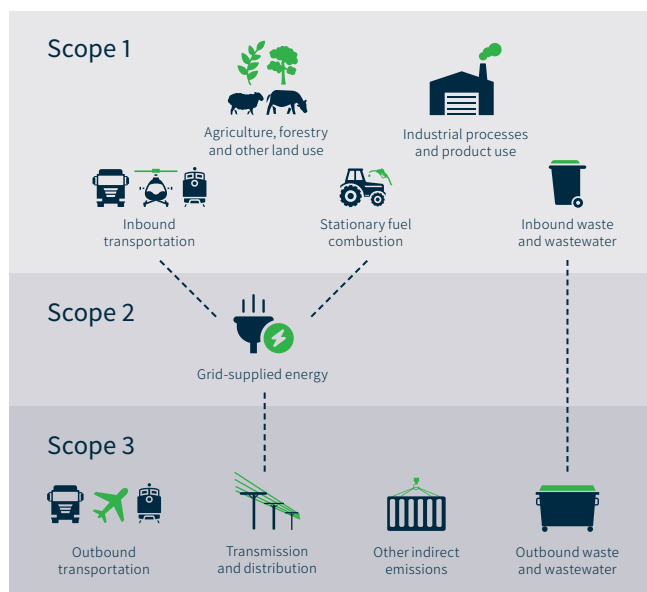 Scope 1
Agriculture, forestry
and other land use
Industrial processes
and product use
Inbound
transportation
Stationary fuel
combustion
Inbound waste
and wastewater
Scope 2
Grid-supplied energy
Scope 3
Outbound
transportation
Transmission
and distribution
Other indirect
emissions
Outbound waste
and wastewater